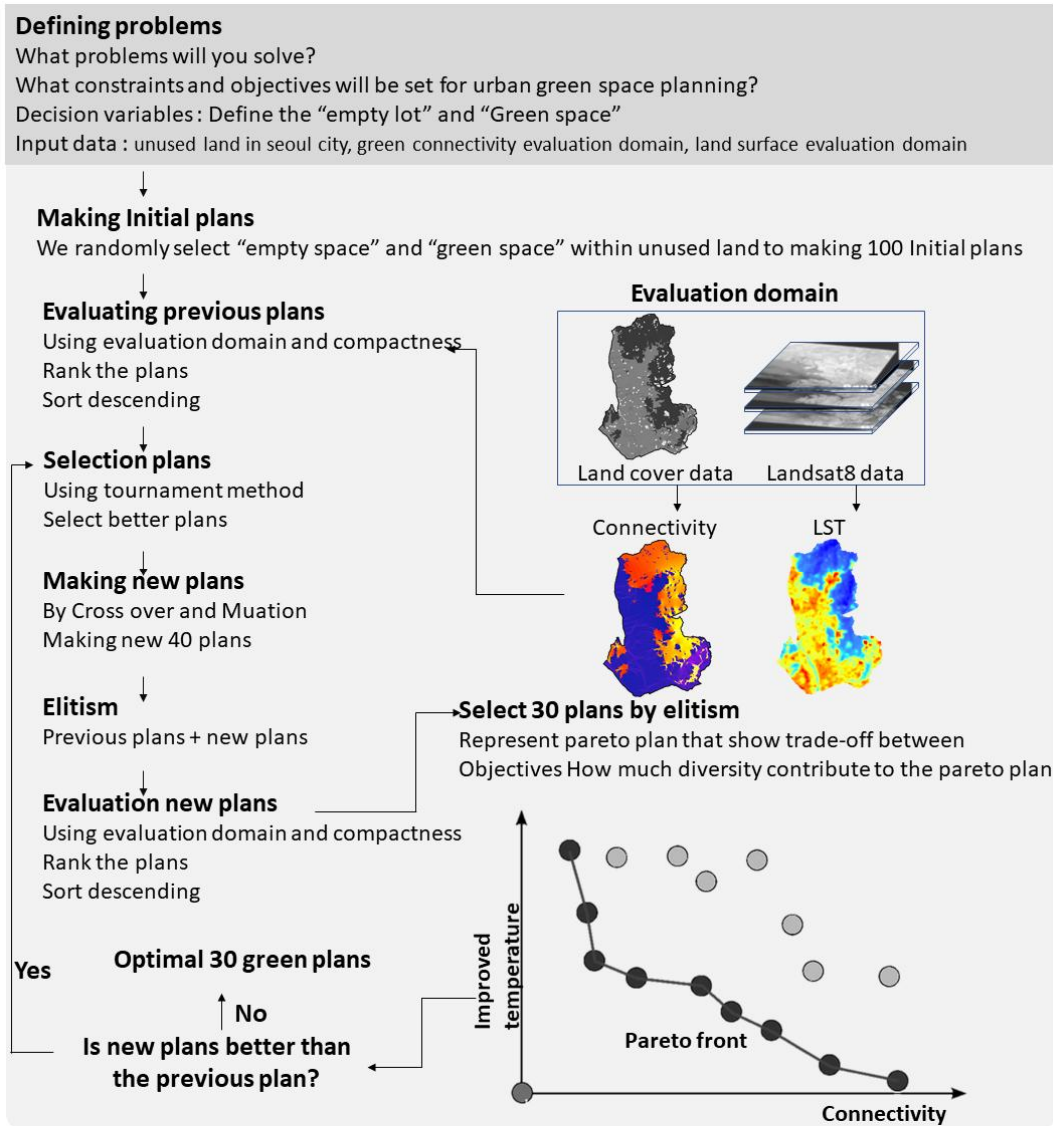 Defining problems
What problems will you solve?
What constraints and objectives will be set for urban green space planning?
Decision variables : Define the “empty lot” and “Green space”
Input data : unused land in seoul city, green connectivity evaluation domain, land surface evaluation domain
Making Initial plans
We randomly select “empty space” and “green space” within unused land to making 100 Initial plans
Evaluating previous plans
Using evaluation domain and compactness
Rank the plans
Sort descending
Evaluation domain
Land cover data
Landsat8 data
Connectivity
LST
Selection plans
Using tournament method
Select better plans
Making new plans
By Cross over and Muation
Making new 40 plans
Elitism
Previous plans + new plans
Select 30 plans by elitism
Represent pareto plan that show trade-off between
Objectives How much diversity contribute to the pareto plan
Evaluation new plans
Using evaluation domain and compactness
Rank the plans
Sort descending
Improved
temperature
Pareto front
Connectivity
Optimal 30 green plans
Yes
No
Is new plans better than
the previous plan?